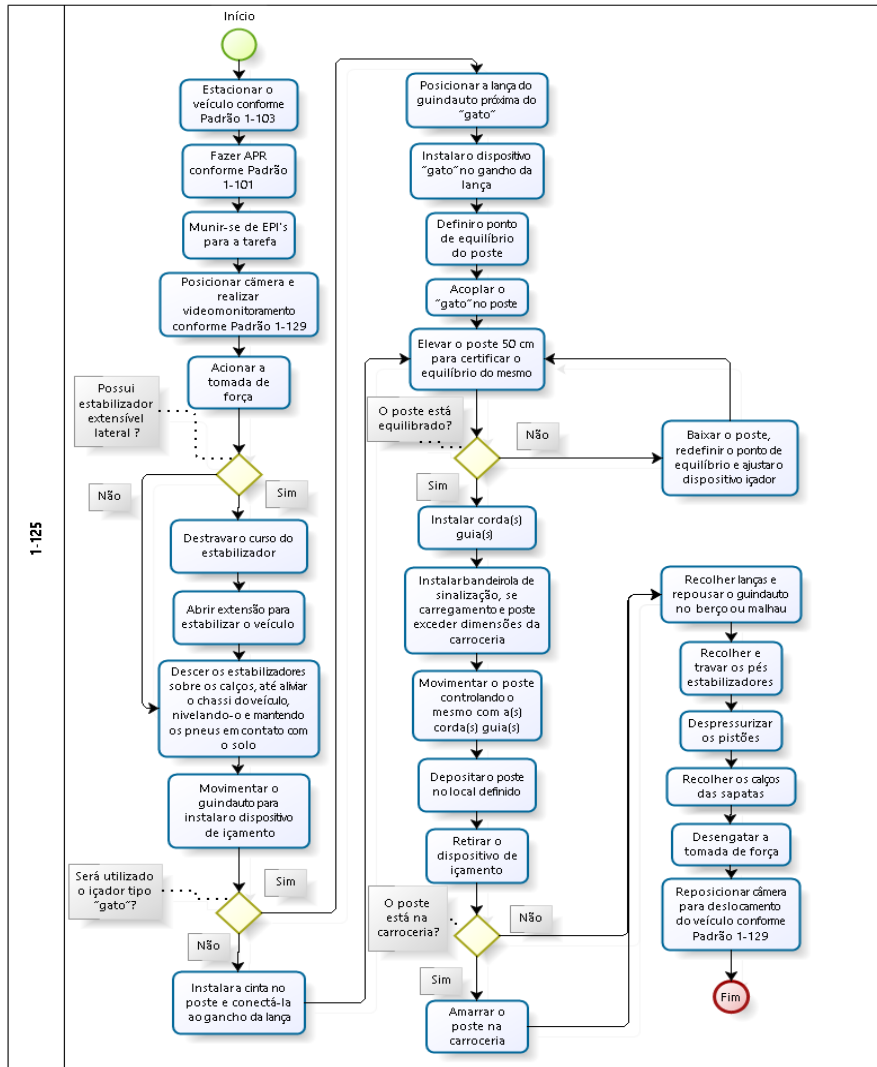 1-125
Início
Estacionar o
veículo conforme
Padrão 1-103
Fazer APR
conforme Padrão
1-101
Munir-se de EPI's
para a tarefa
Posicionar câmera e
realizar
videomonitoramento
conforme Padrão 1-129
Acionar a
tomada de
força
Possui
estabilizador
extensível
lateral ?
Não
Sim
Destravar o curso do
estabilizador
Abrir extensão para
estabilizar o veículo
Descer os estabilizadores
sobre os calços, até aliviar
o chassi do veículo,
nivelando-o e mantendo
os pneus em contato com
o solo
Movimentar o
guindauto para
instalar o dispositivo
de içamento
Será utilizado
o içador tipo
"gato"?
Sim
Não
Instalar a cinta no
poste e conectá-la
ao gancho da lança
Posicionar a lança do
guindauto próxima do
"gato"
Instalar o dispositivo
"gato" no gancho da
lança
Definir o ponto
de equilíbrio
do poste
Acoplar o
"gato" no poste
Elevar o poste 50 cm
para certificar o
equilíbrio do mesmo
O poste está
equilibrado?
Não
Sim
Baixar o poste,
redefinir o ponto de
equilíbrio e ajustar o
dispositivo içador
Instalar corda(s)
guia(s)
Instalar bandeirola de
sinalização, se
carregamento e poste
exceder dimensões da
carroceria
Movimentar o poste
controlando o
mesmo com a(s)
corda(s) guia(s)
Depositar o poste
no local definido
Retirar o
dispositivo de
içamento
O poste
está na
carroceria?
Não
Sim
Amarrar o
poste na
carroceria
Recolher lanças e
repousar o guindauto
no berço ou malhau
Recolher e
travar os pés
estabilizadores
Despressurizar
os pistões
Recolher os calços
das sapatas
Desengatar a
tomada de força
Reposicionar câmera
para deslocamento
do veículo conforme
Padrão 1-129
Fim